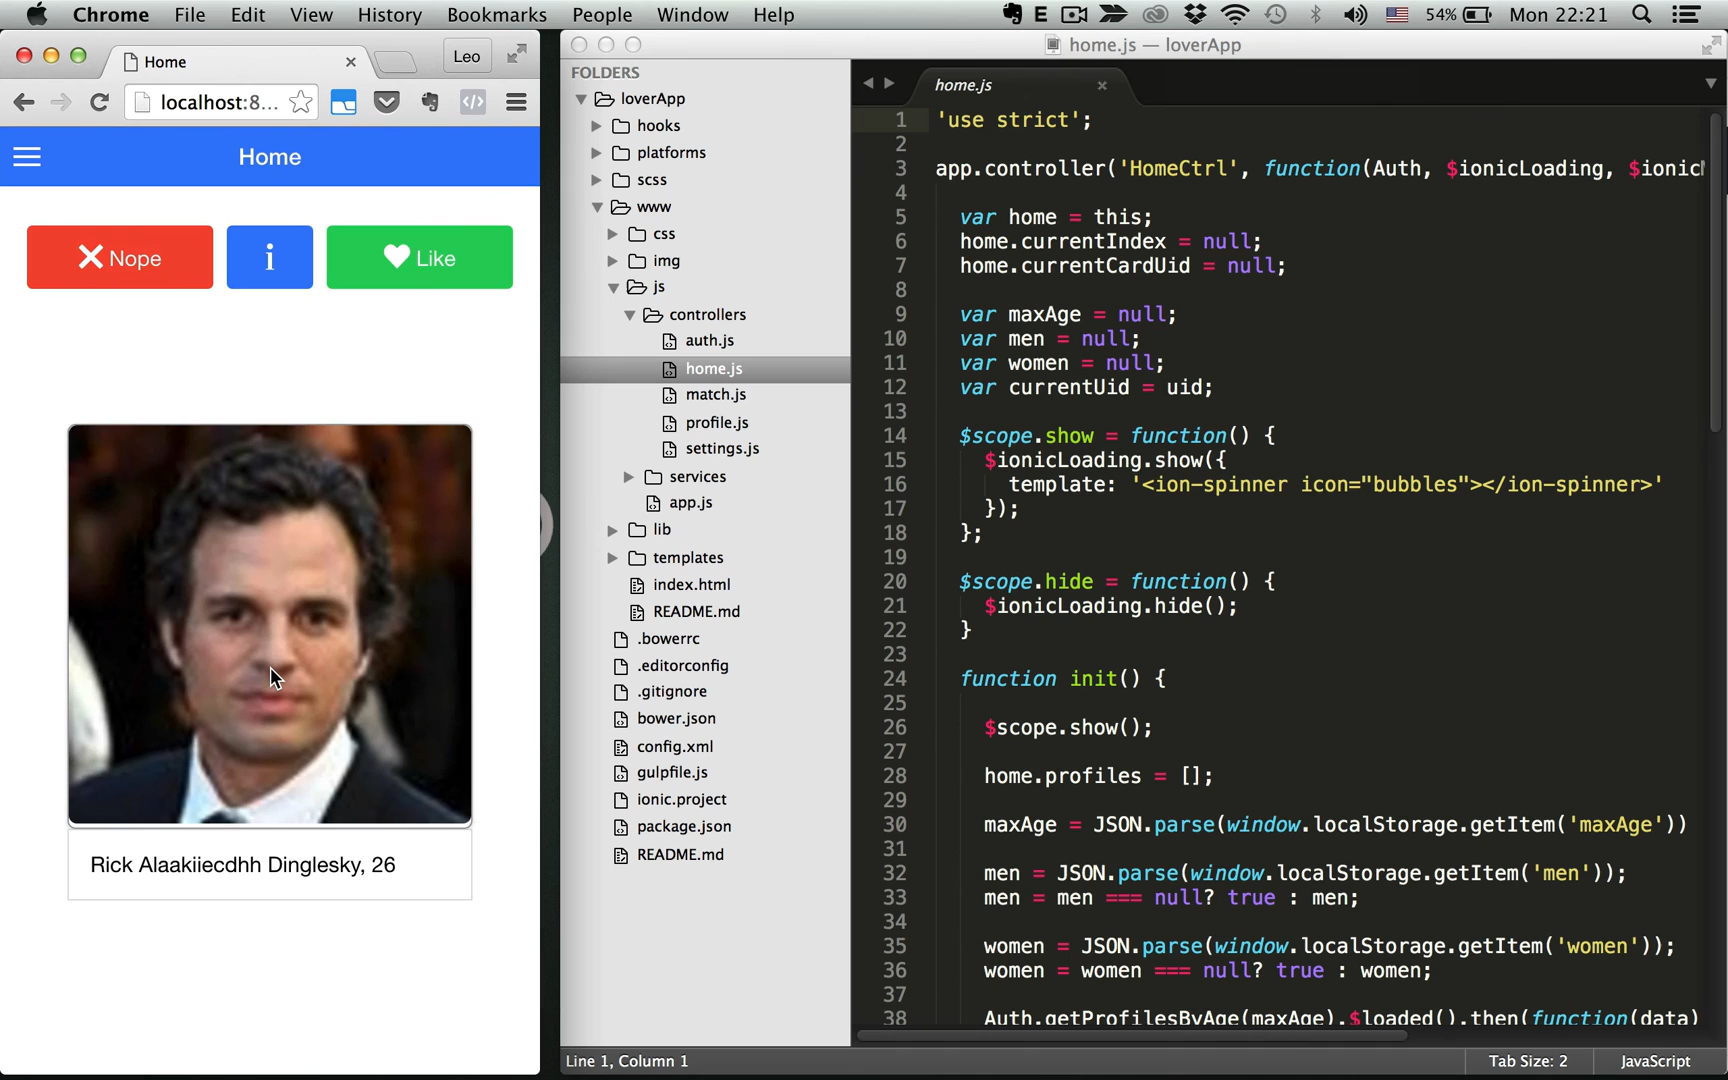 Chrome File Edit View History Bookmarks People Window Help
54% Mon 22:21
Home
Leo
localhost:8...
Home
Nope
i
Like
Rick Alaakiiecdhh Dinglesky, 26
home.js — loverApp
FOLDERS
loverApp
hooks
platforms
scss
www
css
img
js
controllers
auth.js
home.js
match.js
profile.js
settings.js
services
app.js
lib
templates
index.html
README.md
.bowerrc
.editorconfig
.gitignore
bower.json
config.xml
gulpfile.js
ionic.project
package.json
README.md
home.js
1 'use strict';
2
3 app.controller('HomeCtrl', function(Auth, $ionicLoading, $ionic
4
5 var home = this;
6 home.currentIndex = null;
7 home.currentCardUid = null;
8
9 var maxAge = null;
10 var men = null;
11 var women = null;
12 var currentUid = uid;
13
14 $scope.show = function() {
15 $ionicLoading.show({
16 template: '<ion-spinner icon="bubbles"></ion-spinner>'
17 });
18 };
19
20 $scope.hide = function() {
21 $ionicLoading.hide();
22 }
23
24 function init() {
25
26 $scope.show();
27
28 home.profiles = [];
29
30 maxAge = JSON.parse(window.localStorage.getItem('maxAge'))
31
32 men = JSON.parse(window.localStorage.getItem('men'));
33 men = men === null? true : men;
34
35 women = JSON.parse(window.localStorage.getItem('women'));
36 women = women === null? true : women;
37
38 Auth.getProfilesByAge(maxAge).$loaded().then(function(data)
Line 1, Column 1
Tab Size: 2
JavaScript